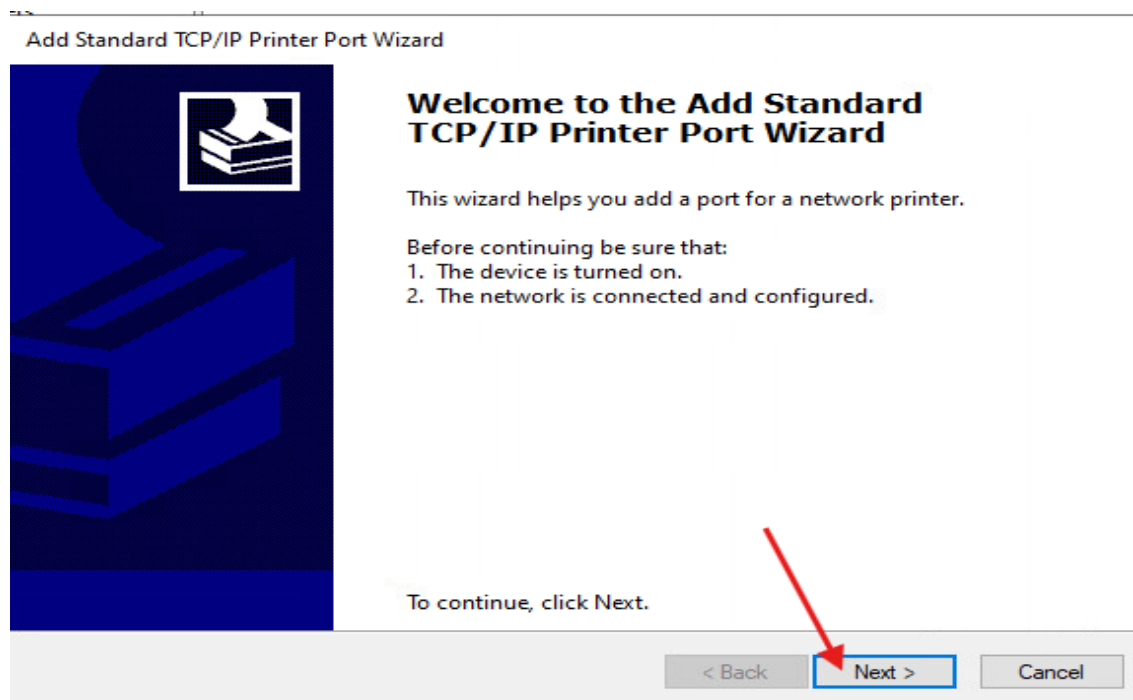 Add Standard TCP/IP Printer Port Wizard
Welcome to the Add Standard
TCP/IP Printer Port Wizard
This wizard helps you add a port for a network printer.
Before continuing be sure that:
1. The device is turned on.
2. The network is connected and configured.
To continue, click Next.
< Back Next > Cancel